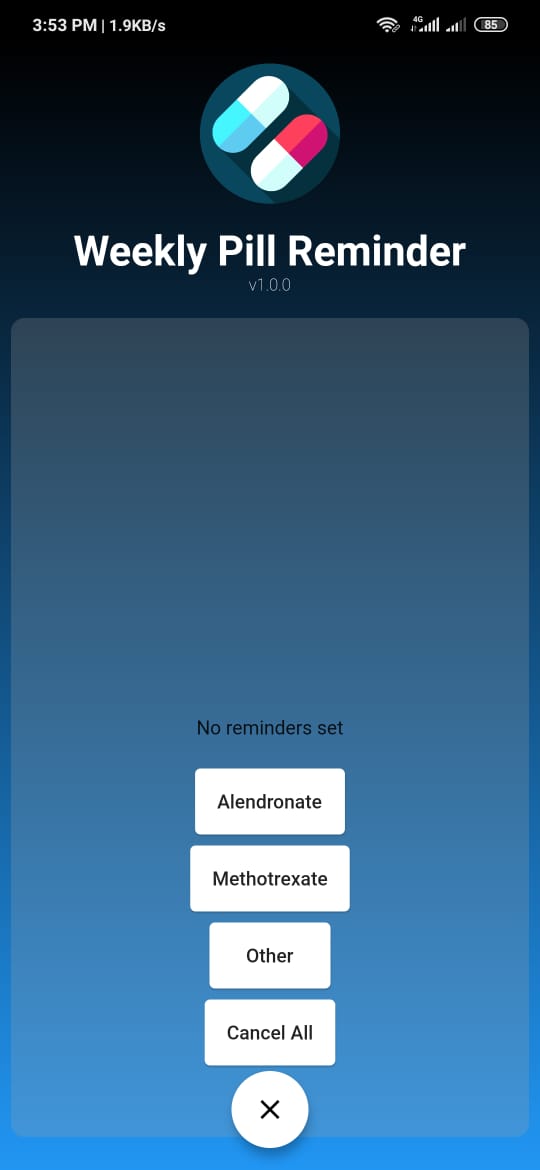 3:53 PM | 1.9KB/s
4G
85
Weekly Pill Reminder
v1.0.0
No reminders set
Alendronate
Methotrexate
Other
Cancel All